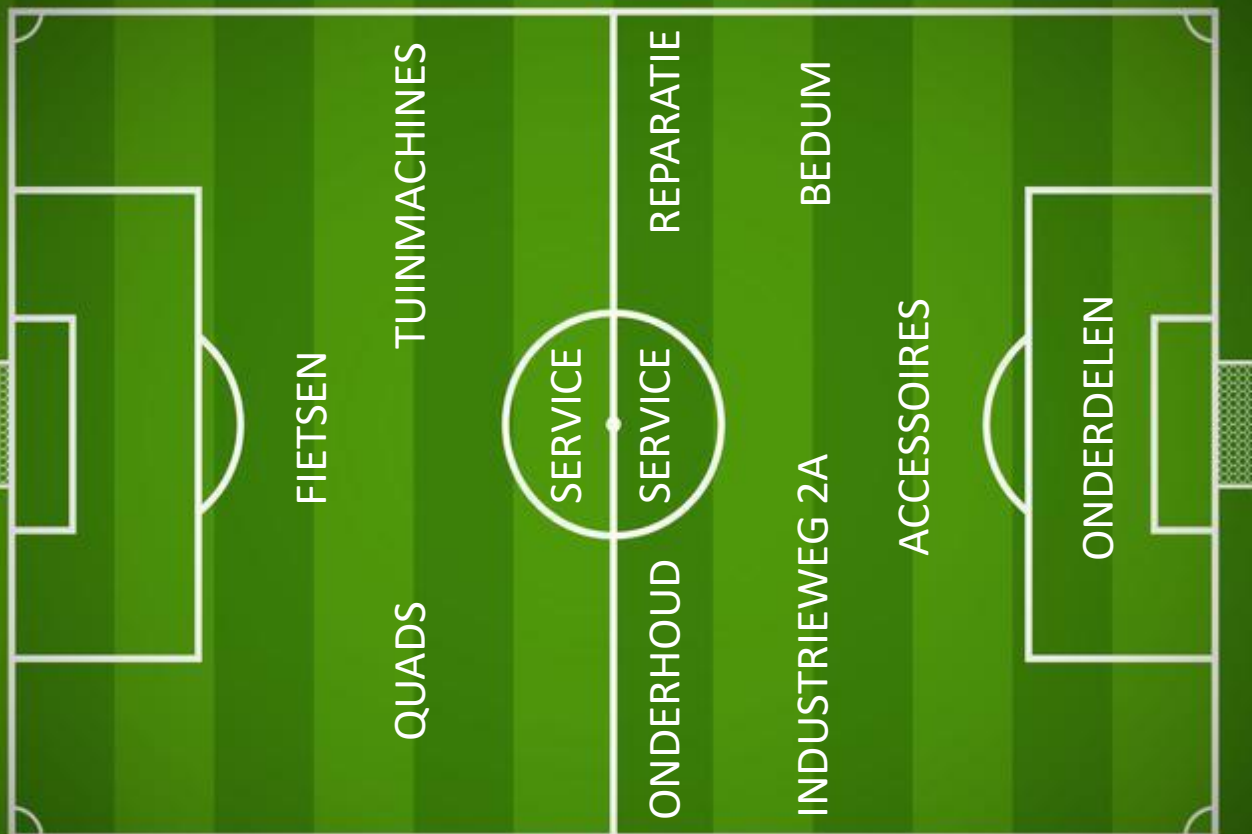 FIETSEN
QUADS TUINMACHINES
SERVICE
ONDERHOUD SERVICE REPARATIE
INDUSTRIEWEG 2A BEDUM
ACCESSOIRES
ONDERDELEN